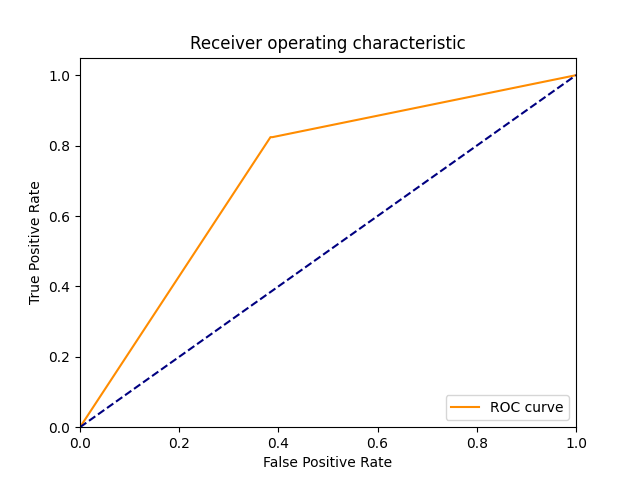 Receiver operating characteristic
True Positive Rate
1.0
0.8
0.6
0.4
0.2
0.0
0.0 0.2 0.4 0.6 0.8 1.0
False Positive Rate
ROC curve